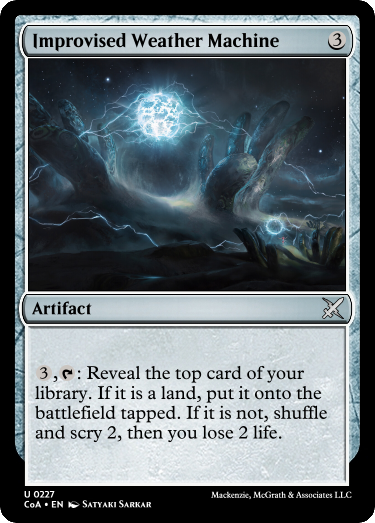 Improvised Weather Machine 3
Artifact
3, : Reveal the top card of your
library. If it is a land, put it onto the
battlefield tapped. If it is not, shuffle
and scry 2, then you lose 2 life.
U 0227
CoA • EN Satyaki Sarkar
Mackenzie, McGrath & Associates LLC